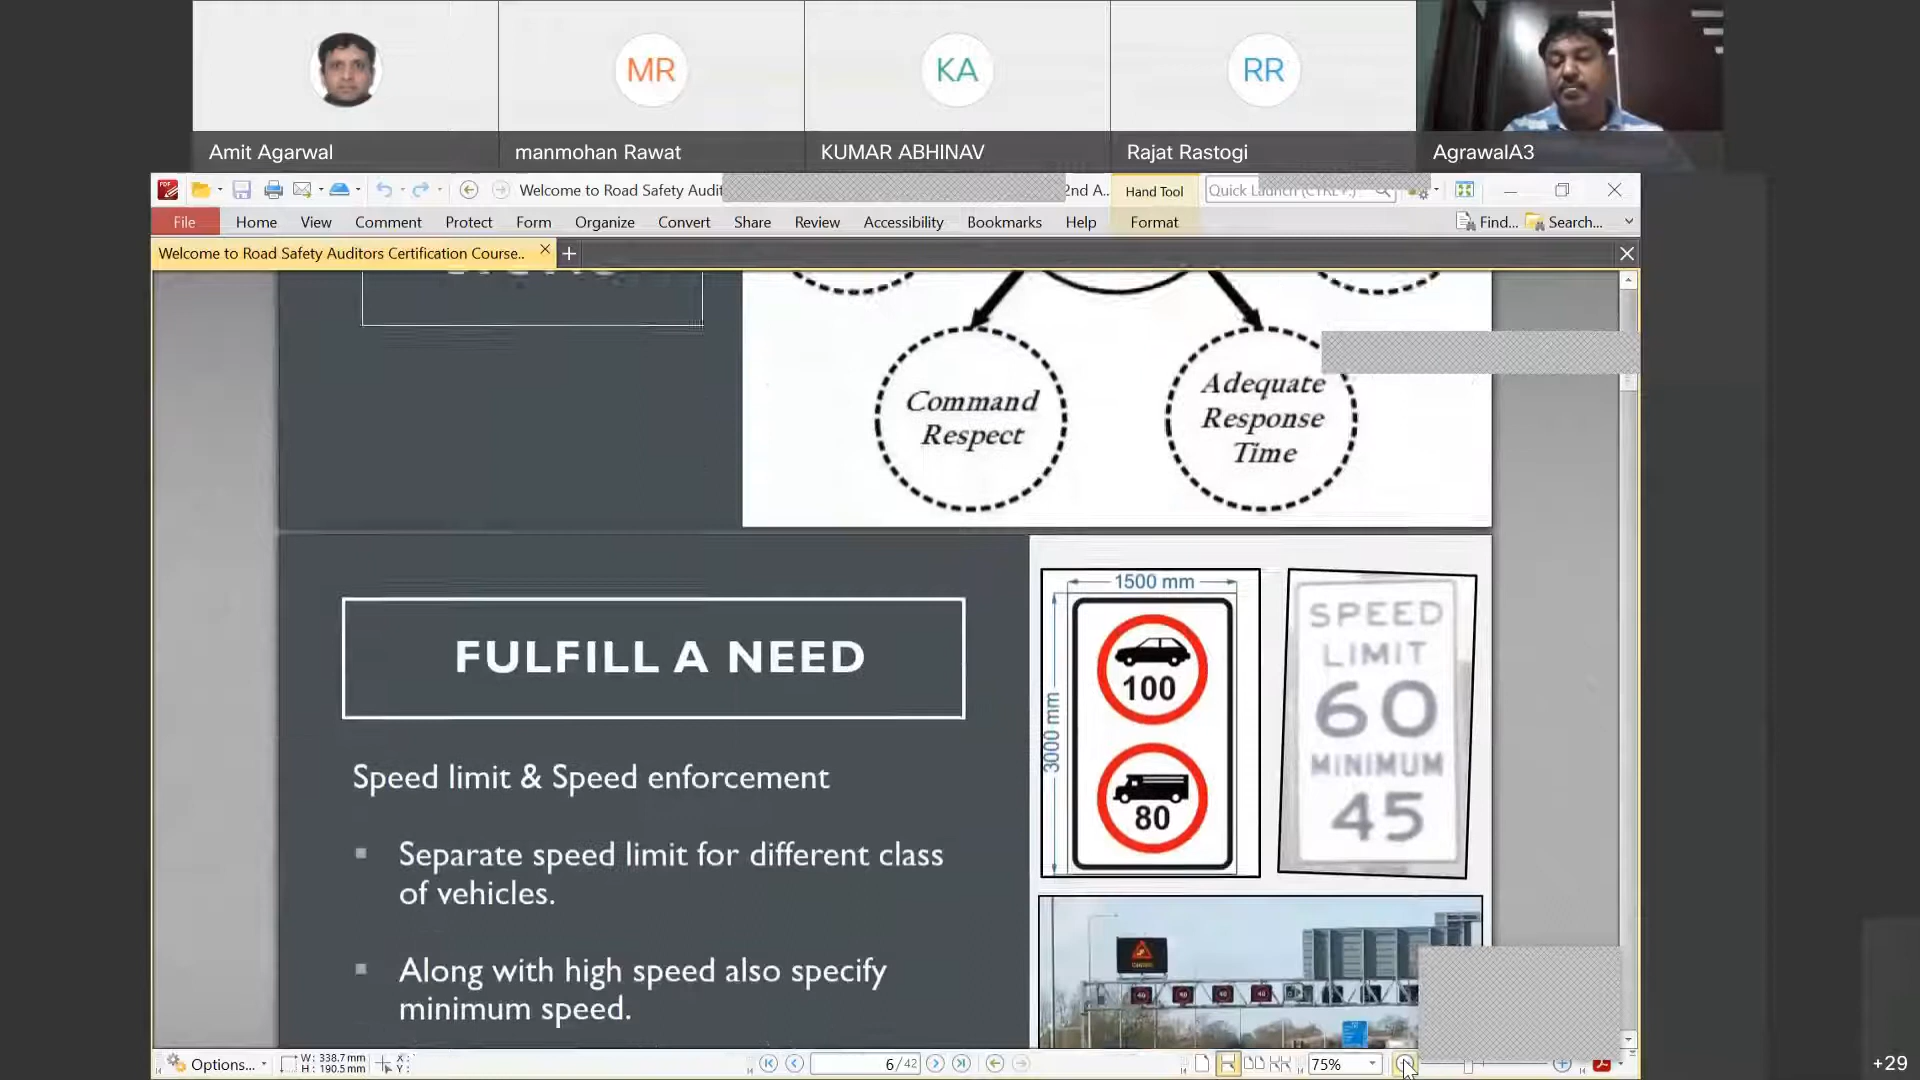 MR
KA
RR
Amit Agarwal
manmohan Rawat
KUMAR ABHINAV
Rajat Rastogi
AgrawalA3
Welcome to Road Safety Audit
2nd A..
Hand Tool
File
Home
View
Comment
Protect
Form
Organize
Convert
Share
Review
Accessibility
Bookmarks
Help
Format
Find...
Search...
Welcome to Road Safety Auditors Certification Course..
Command
Respect
Adequate
Response
Time
FULFILL A NEED
Speed limit & Speed enforcement
Separate speed limit for different class
of vehicles.
Along with high speed also specify
minimum speed.
1500 mm
3000 mm
100
80
SPEED
LIMIT
60
MINIMUM
45
Options...
W: 338.7 mm
H: 190.5 mm
X:
Y:
6 / 42
75%
+29